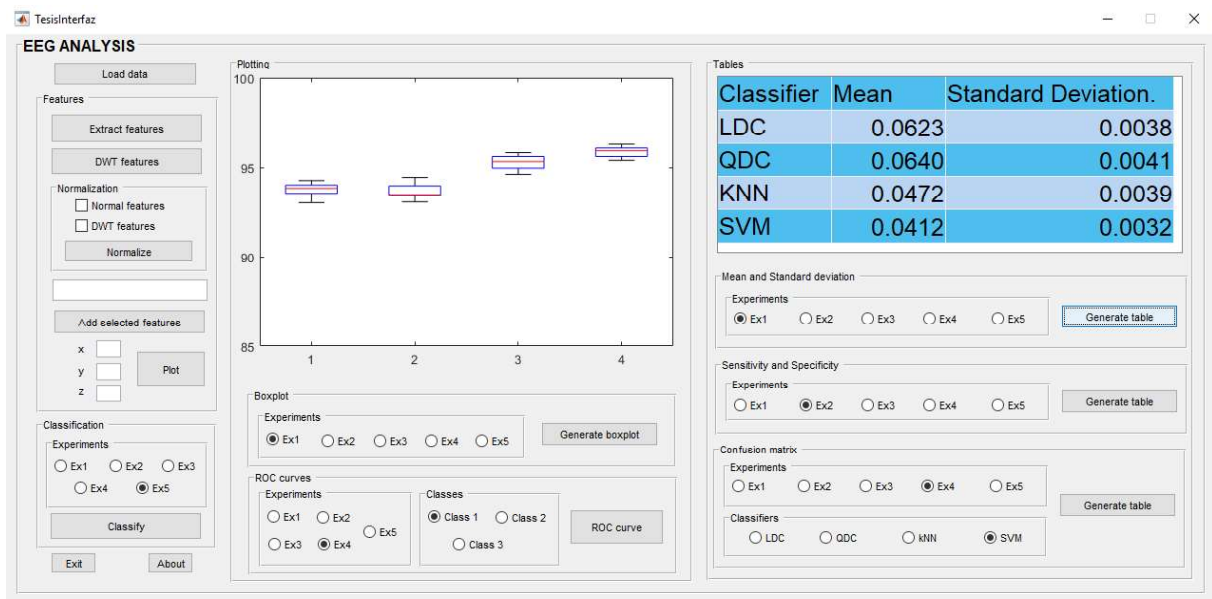 TesisInterfaz
EEG ANALYSIS
Load data
Features
Extract features
DWT features
Normalization
Normal features
DWT features
Normalize
Add selected features
x
y
z
Plot
Classification
Experiments
Ex1 Ex2 Ex3
Ex4 Ex5
Classify
Exit About
Plotting
100
95
90
85
1 2 3 4
Boxplot
Experiments
Ex1 Ex2 Ex3 Ex4 Ex5
Generate boxplot
ROC curves
Experiments
Ex1 Ex2
Ex5
Ex3 Ex4
Classes
Class 1 Class 2
Class 3
ROC curve
Tables
Classifier Mean Standard Deviation.
LDC 0.0623 0.0038
QDC 0.0640 0.0041
KNN 0.0472 0.0039
SVM 0.0412 0.0032
Mean and Standard deviation
Experiments
Ex1 Ex2 Ex3 Ex4 Ex5
Generate table
Sensitivity and Specificity
Experiments
Ex1 Ex2 Ex3 Ex4 Ex5
Generate table
Confusion matrix
Experiments
Ex1 Ex2 Ex3 Ex4 Ex5
Classifiers
LDC QDC kNN SVM
Generate table